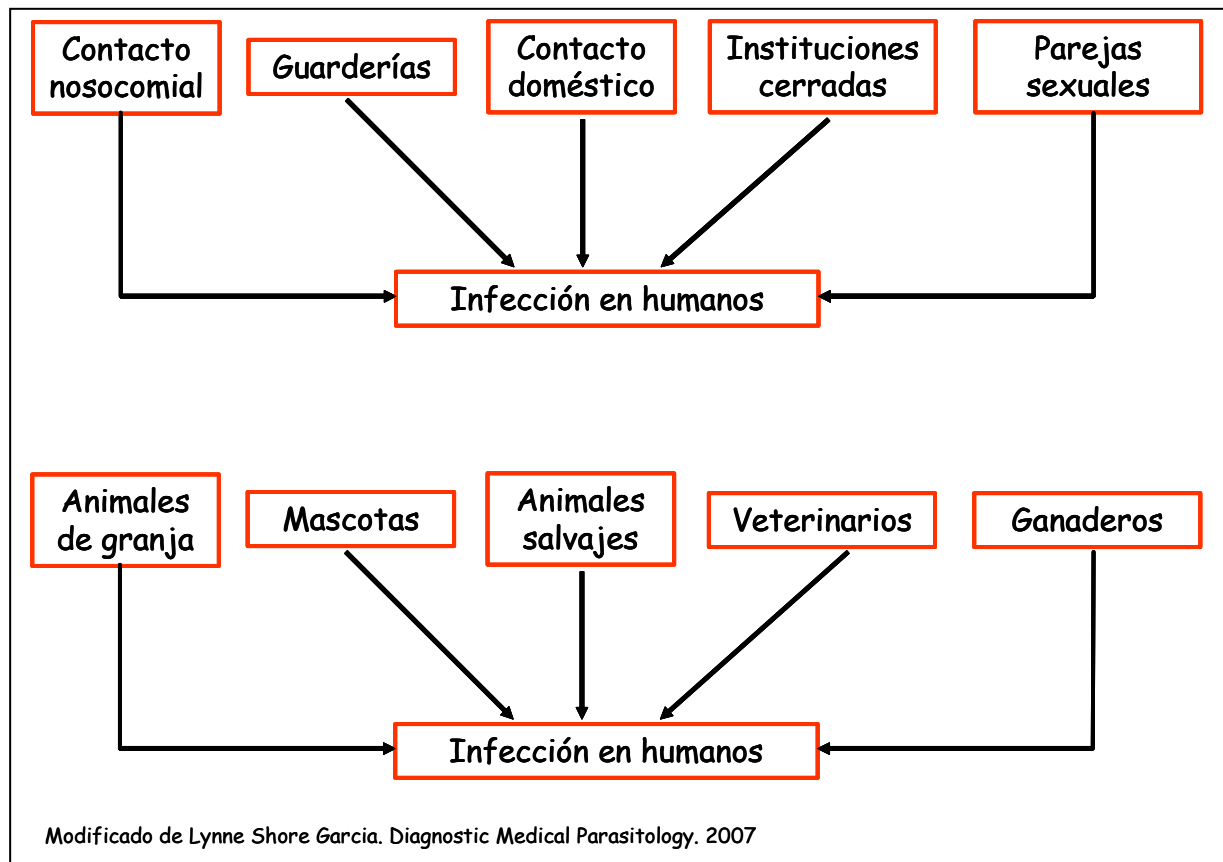 Contacto
nosocomial
Guarderías
Contacto
doméstico
Instituciones
cerradas
Parejas
sexuales
Infección en humanos
Animales
de granja
Mascotas
Animales
salvajes
Veterinarios
Ganaderos
Infección en humanos
Modificado de Lynne Shore Garcia. Diagnostic Medical Parasitology. 2007